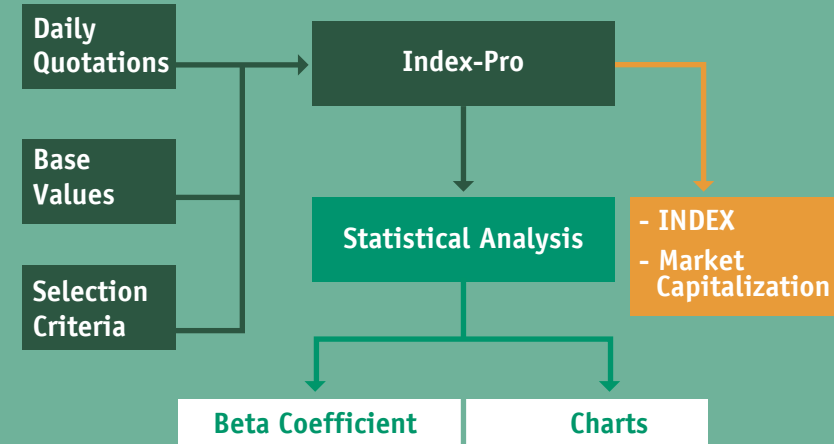 Daily
Quotations
Index-Pro
Base
Values
Statistical Analysis
- INDEX
- Market
Capitalization
Selection
Criteria
Beta Coefficient
Charts